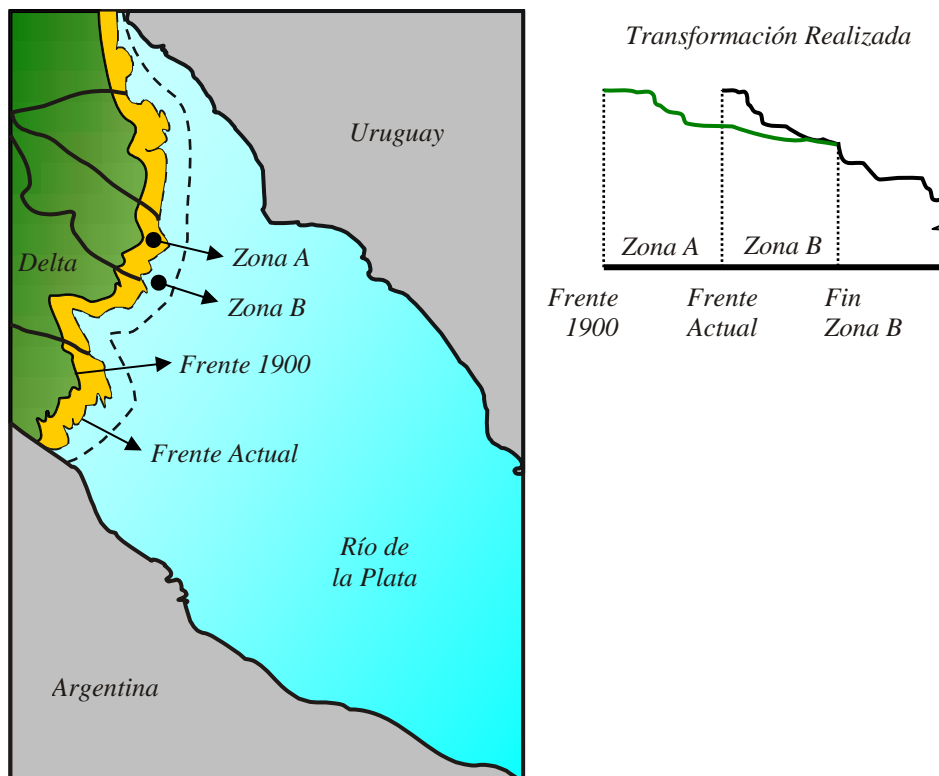 Uruguay
Delta
Zona A
Zona B
Frente 1900
Frente Actual
Río de
la Plata
Argentina
Transformación Realizada
Zona A
Zona B
Frente
1900
Frente
Actual
Fin
Zona B